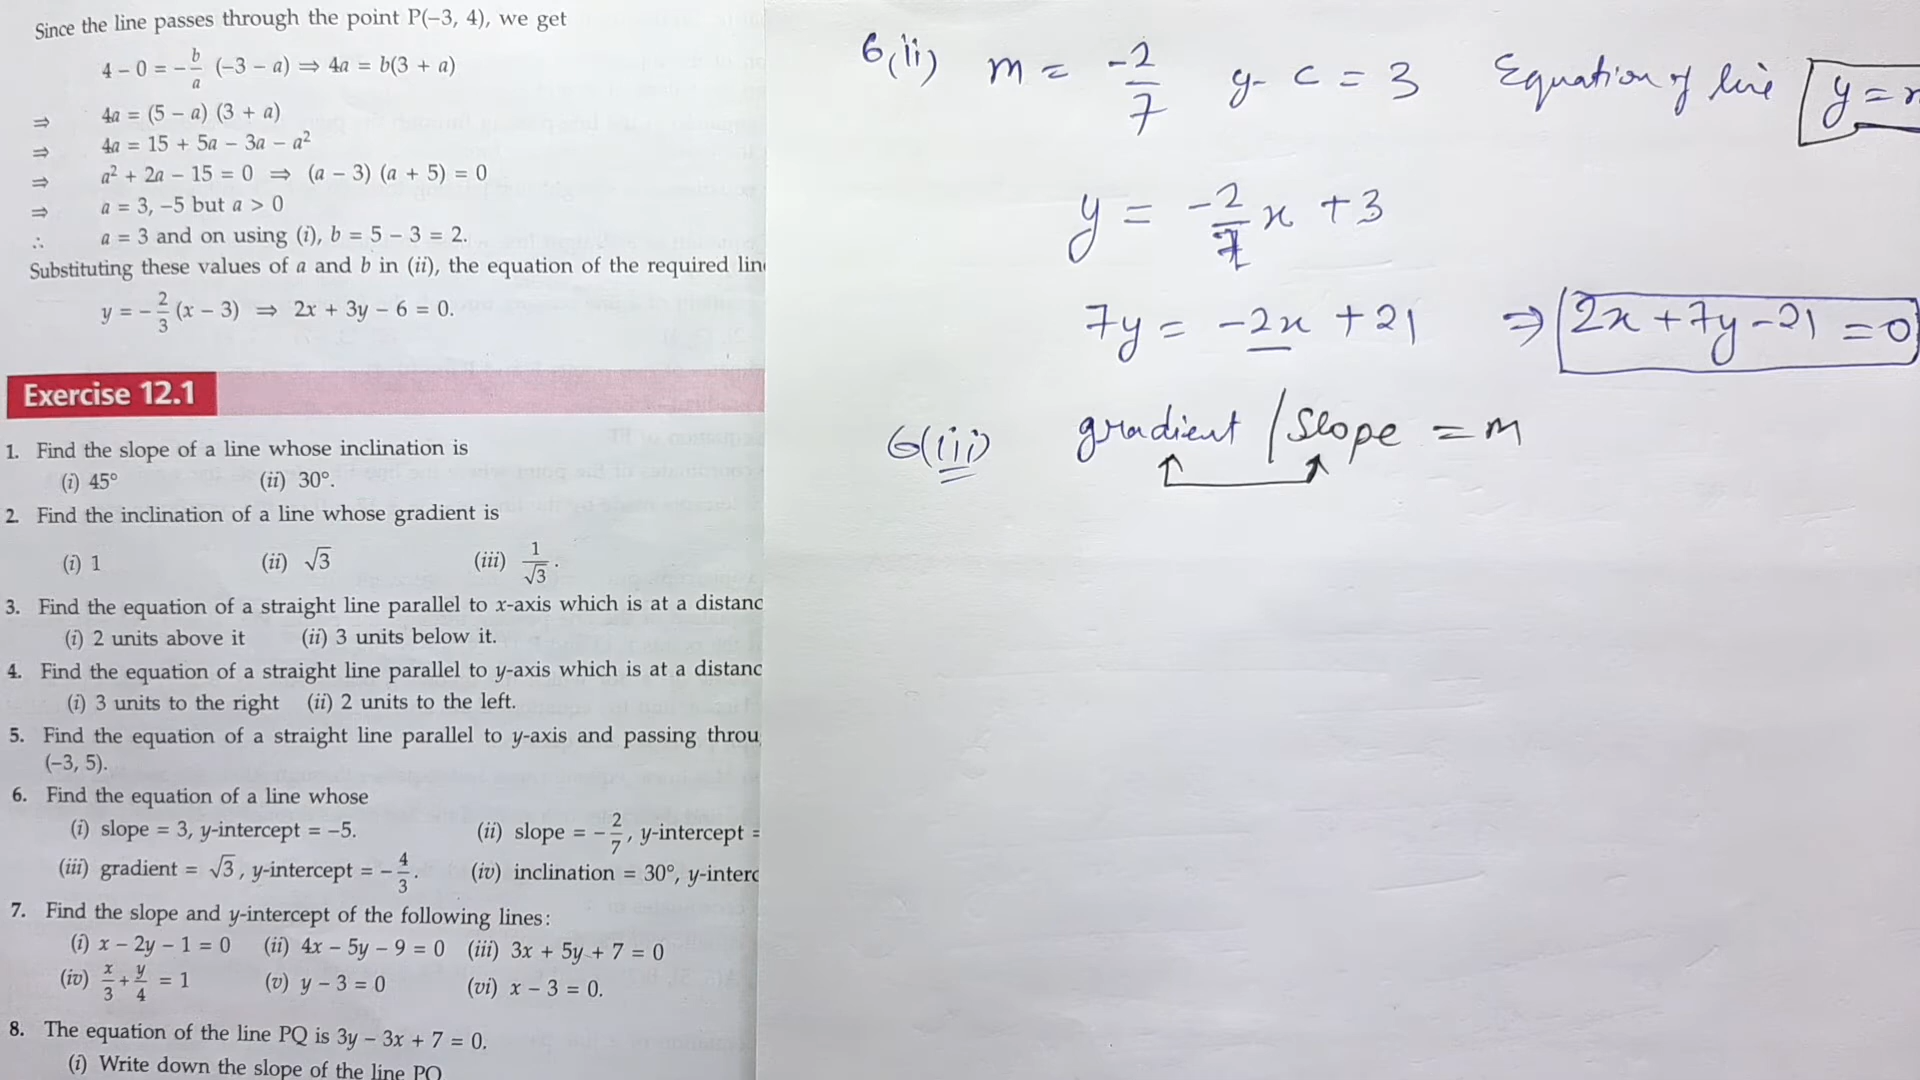 Since the line passes through the point P(–3, 4), we get
4 – 0 = – b/a (–3 – a) ⇒ 4a = b(3 + a)
⇒ 4a = (5 – a) (3 + a)
⇒ 4a = 15 + 5a – 3a – a²
⇒ a² + 2a – 15 = 0 ⇒ (a – 3) (a + 5) = 0
⇒ a = 3, –5 but a > 0
∴ a = 3 and on using (i), b = 5 – 3 = 2.
Substituting these values of a and b in (ii), the equation of the required
y = – 2/3 (x – 3) ⇒ 2x + 3y – 6 = 0.
Exercise 12.1
1. Find the slope of a line whose inclination is
(i) 45° (ii) 30°.
2. Find the inclination of a line whose gradient is
(i) 1 (ii) √3 (iii) 1/√3.
3. Find the equation of a straight line parallel to x-axis which is at a
(i) 2 units above it (ii) 3 units below it.
4. Find the equation of a straight line parallel to y-axis which is at a
(i) 3 units to the right (ii) 2 units to the left.
5. Find the equation of a straight line parallel to y-axis and passing
(–3, 5).
6. Find the equation of a line whose
(i) slope = 3, y-intercept = –5. (ii) slope = – 2/7, y-intercept =
(iii) gradient = √3, y-intercept = – 4/3. (iv) inclination = 30°,
7. Find the slope and y-intercept of the following lines:
(i) x – 2y – 1 = 0 (ii) 4x – 5y – 9 = 0 (iii) 3x + 5y + 7 = 0
(iv) x/3 + y/4 = 1 (v) y – 3 = 0 (vi) x – 3 = 0.
8. The equation of the line PQ is 3y – 3x + 7 = 0.
(i) Write down the slope of the line PQ
6(ii) m = -2/7 y- c = 3 Equation of line y =
y = -2/7 x + 3
7y = -2x + 21 ⇒ 2x + 7y - 21 = 0
6(iii) gradient / Slope = m